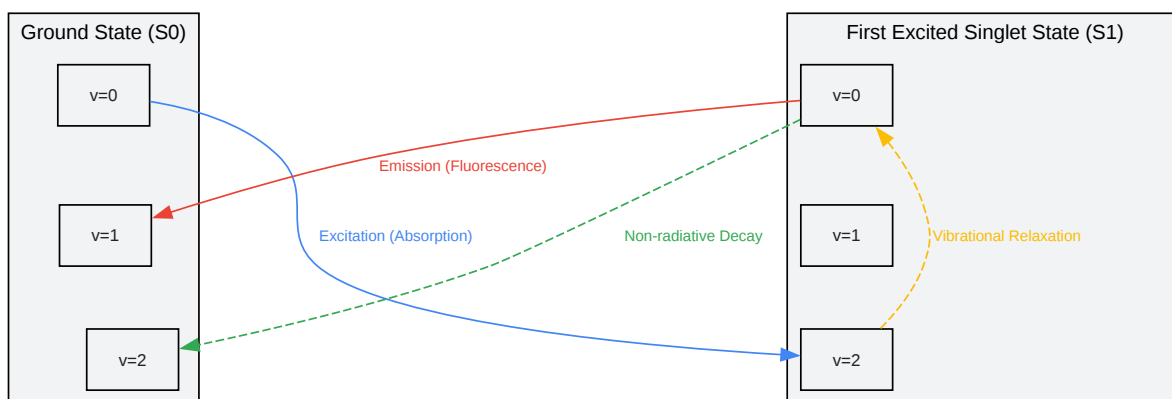 Ground State (S0)
First Excited Singlet State (S1)
v=0
v=0
Emission (Fluorescence)
v=1
Excitation (Absorption)
Non-radiative Decay
v=1
Vibrational Relaxation
v=2
v=2